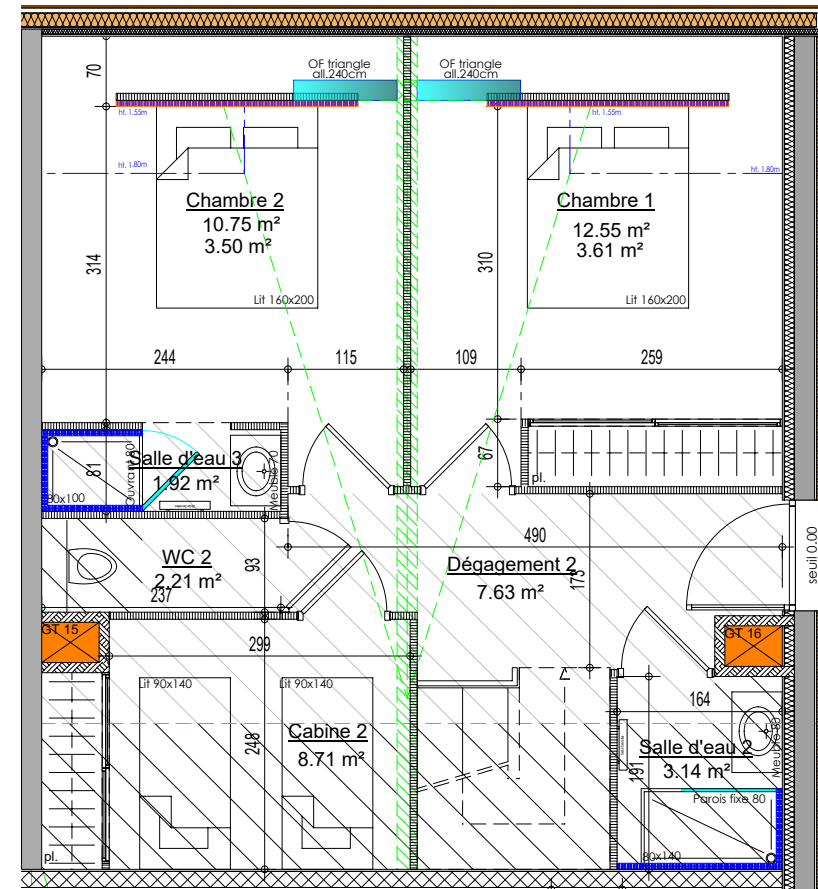 OF triangle
all.240cm
OF triangle
all.240cm
70
ht. 1.55m
ht. 1.55m
ht. 1.80m
ht. 1.80m
Chambre 2
10.75 m²
3.50 m²
Chambre 1
12.55 m²
3.61 m²
314
310
Lit 160x200
Lit 160x200
244
115
109
259
Salle d'eau 3
1.92 m²
81
Ouvrant 80
Meuble 70
80x100
67
pl.
WC 2
2.21 m²
93
237
490
Dégagement 2
7.63 m²
173
seuil 0.00
GT 15
GT 16
299
Lit 90x140
Lit 90x140
164
Cabine 2
8.71 m²
248
Salle d'eau 2
3.14 m²
191
Meuble 80
Parois fixe 80
80x140
pl.